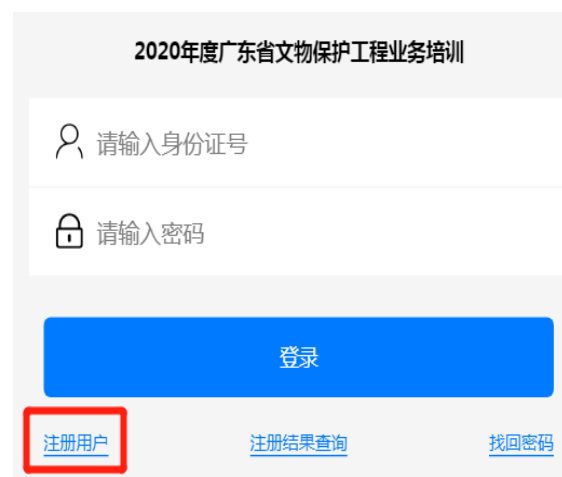 2020年度广东省文物保护工程业务培训
请输入身份证号
请输入密码
登录
注册用户 注册结果查询 找回密码